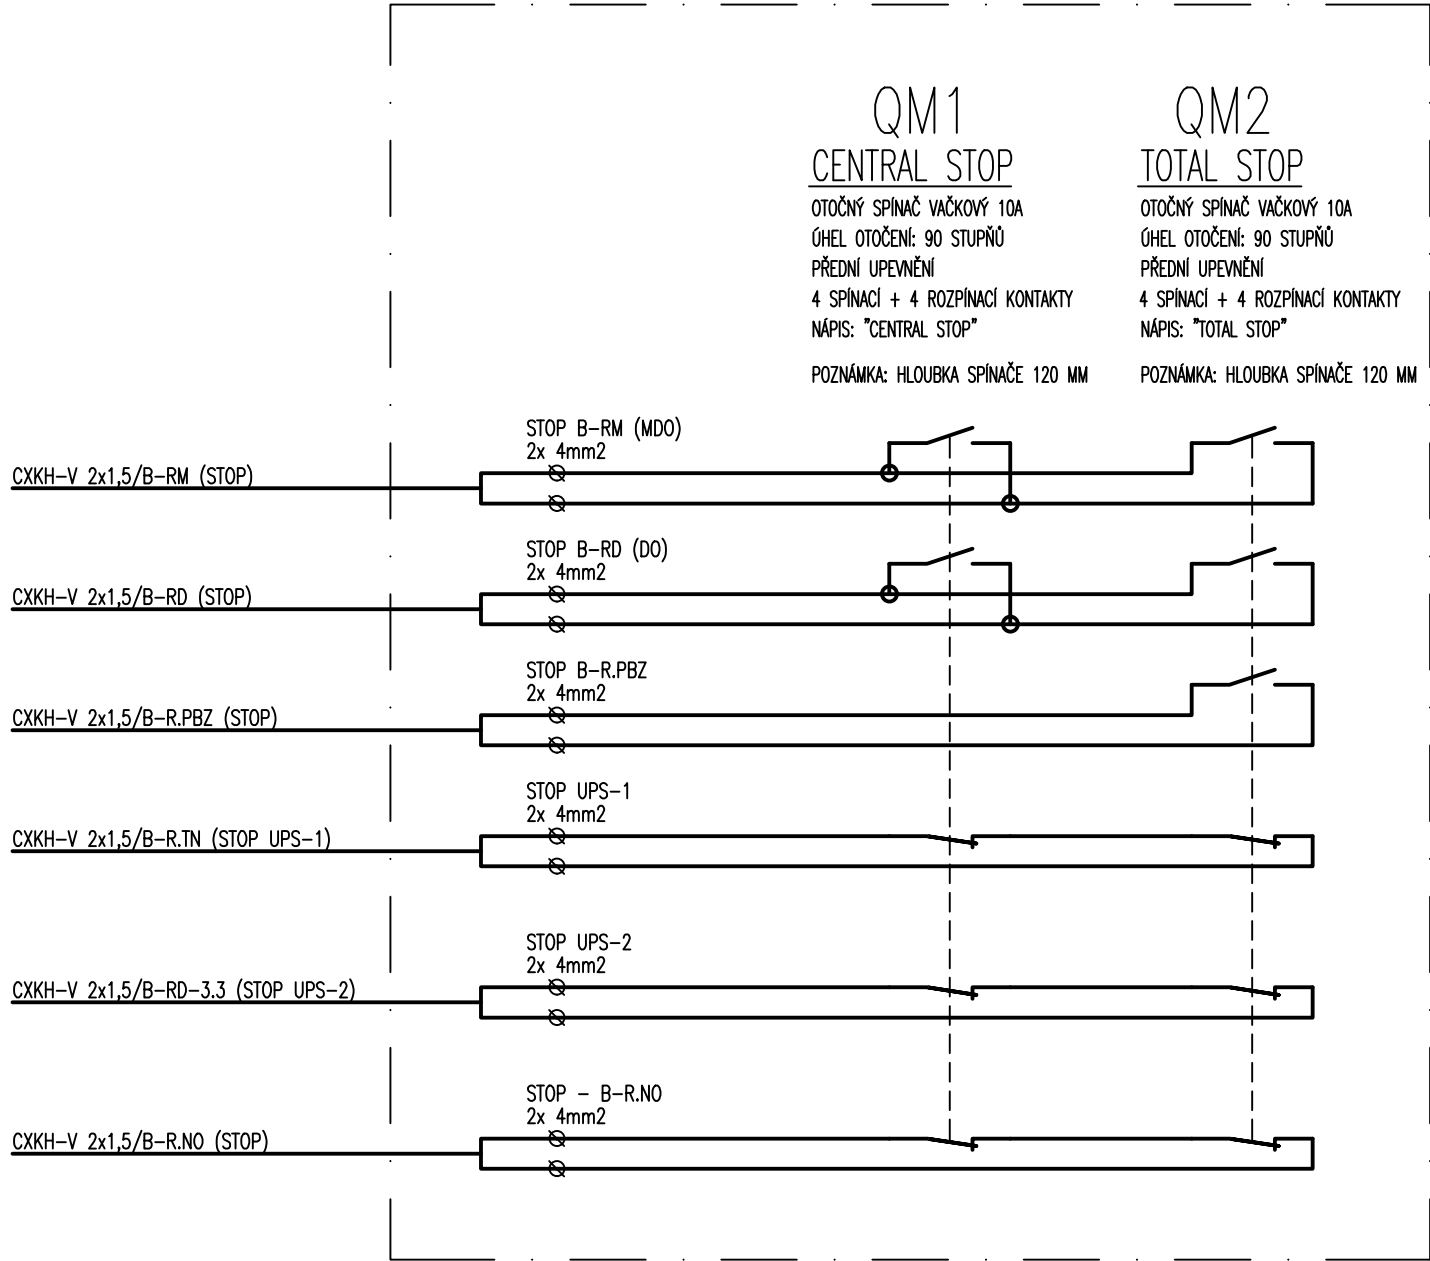 QM1
CENTRAL STOP
OTOČNÝ SPÍNAČ VAČKOVÝ 10A
ÚHEL OTOČENÍ: 90 STUPŇŮ
PŘEDNÍ UPEVNĚNÍ
4 SPÍNACÍ + 4 ROZPÍNACÍ KONTAKTY
NÁPIS: "CENTRAL STOP"
POZNÁMKA: HLOUBKA SPÍNAČE 120 MM
QM2
TOTAL STOP
OTOČNÝ SPÍNAČ VAČKOVÝ 10A
ÚHEL OTOČENÍ: 90 STUPŇŮ
PŘEDNÍ UPEVNĚNÍ
4 SPÍNACÍ + 4 ROZPÍNACÍ KONTAKTY
NÁPIS: "TOTAL STOP"
POZNÁMKA: HLOUBKA SPÍNAČE 120 MM
STOP B-RM (MDO)
2x 4mm2
CXKH-V 2x1,5/B-RM (STOP)
STOP B-RD (DO)
2x 4mm2
CXKH-V 2x1,5/B-RD (STOP)
STOP B-R.PBZ
2x 4mm2
CXKH-V 2x1,5/B-R.PBZ (STOP)
STOP UPS-1
2x 4mm2
CXKH-V 2x1,5/B-R.TN (STOP UPS-1)
STOP UPS-2
2x 4mm2
CXKH-V 2x1,5/B-RD-3.3 (STOP UPS-2)
STOP - B-R.NO
2x 4mm2
CXKH-V 2x1,5/B-R.NO (STOP)